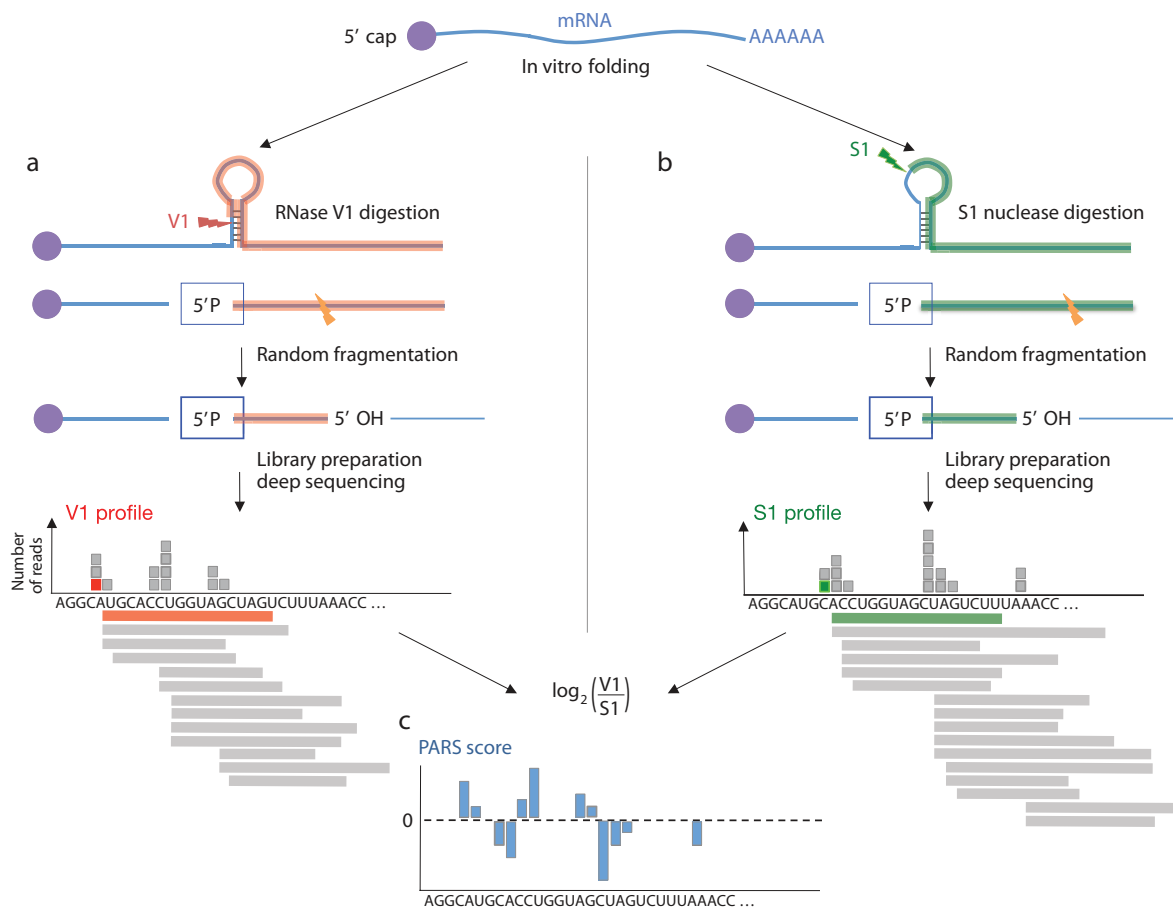 mRNA
5′ cap
AAAAAA
In vitro folding
a
V1
RNase V1 digestion
5′P
Random fragmentation
5′P
5′ OH
Library preparation
deep sequencing
V1 profile
Number
of reads
AGGCAUGCACCUGGUAGCUAGUCUUUAAACC ...
b
S1
S1 nuclease digestion
5′P
Random fragmentation
5′P
5′ OH
Library preparation
deep sequencing
S1 profile
AGGCAUGCACCUGGUAGCUAGUCUUUAAACC ...
log2(V1/S1)
c
PARS score
0
AGGCAUGCACCUGGUAGCUAGUCUUUAAACC ...